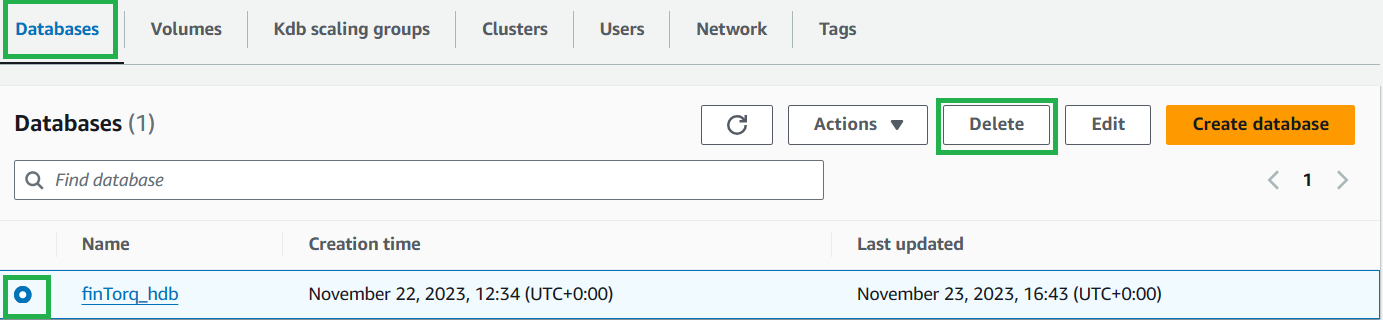 Databases Volumes Kdb scaling groups Clusters Users Network Tags
Databases (1) Actions Delete Edit Create database
Find database 1
Name Creation time Last updated
finTorq_hdb November 22, 2023, 12:34 (UTC+0:00) November 23, 2023, 16:43 (UTC+0:00)